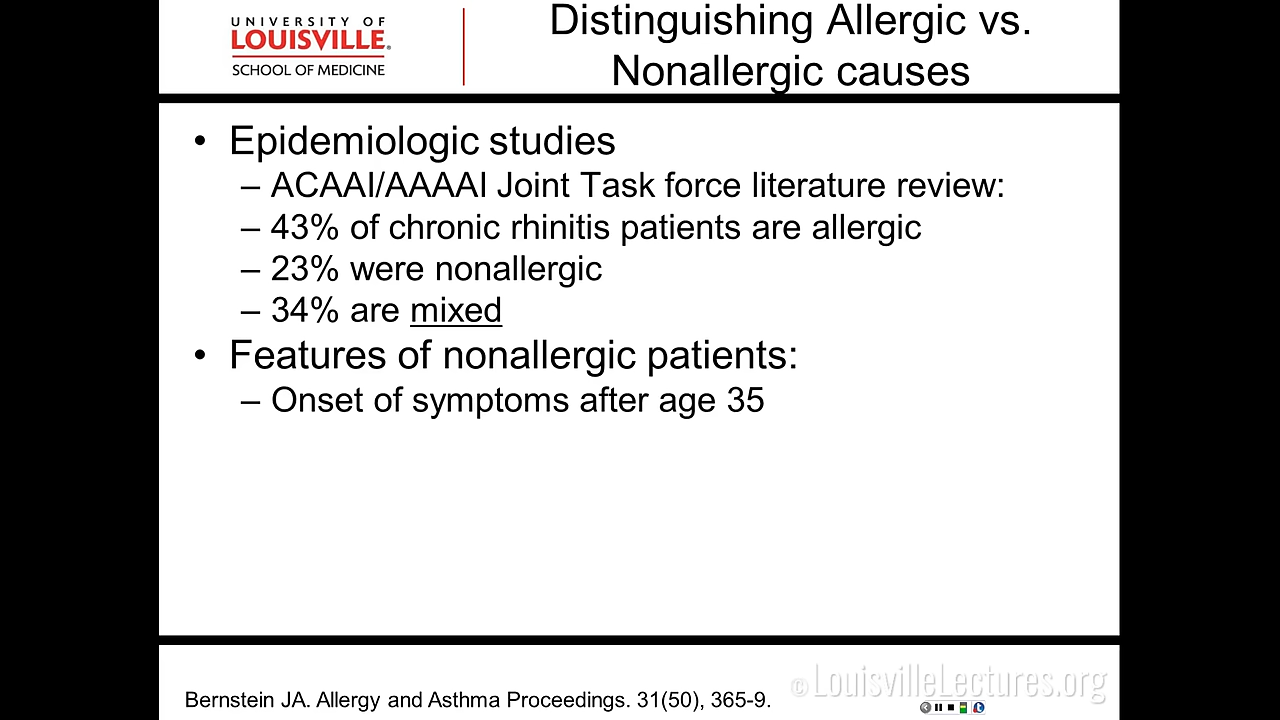 UNIVERSITY OF
LOUISVILLE®
SCHOOL OF MEDICINE
Distinguishing Allergic vs.
Nonallergic causes
• Epidemiologic studies
– ACAAI/AAAAI Joint Task force literature review:
– 43% of chronic rhinitis patients are allergic
– 23% were nonallergic
– 34% are mixed
• Features of nonallergic patients:
– Onset of symptoms after age 35
Bernstein JA. Allergy and Asthma Proceedings. 31(50), 365-9.
© LouisvilleLectures.org